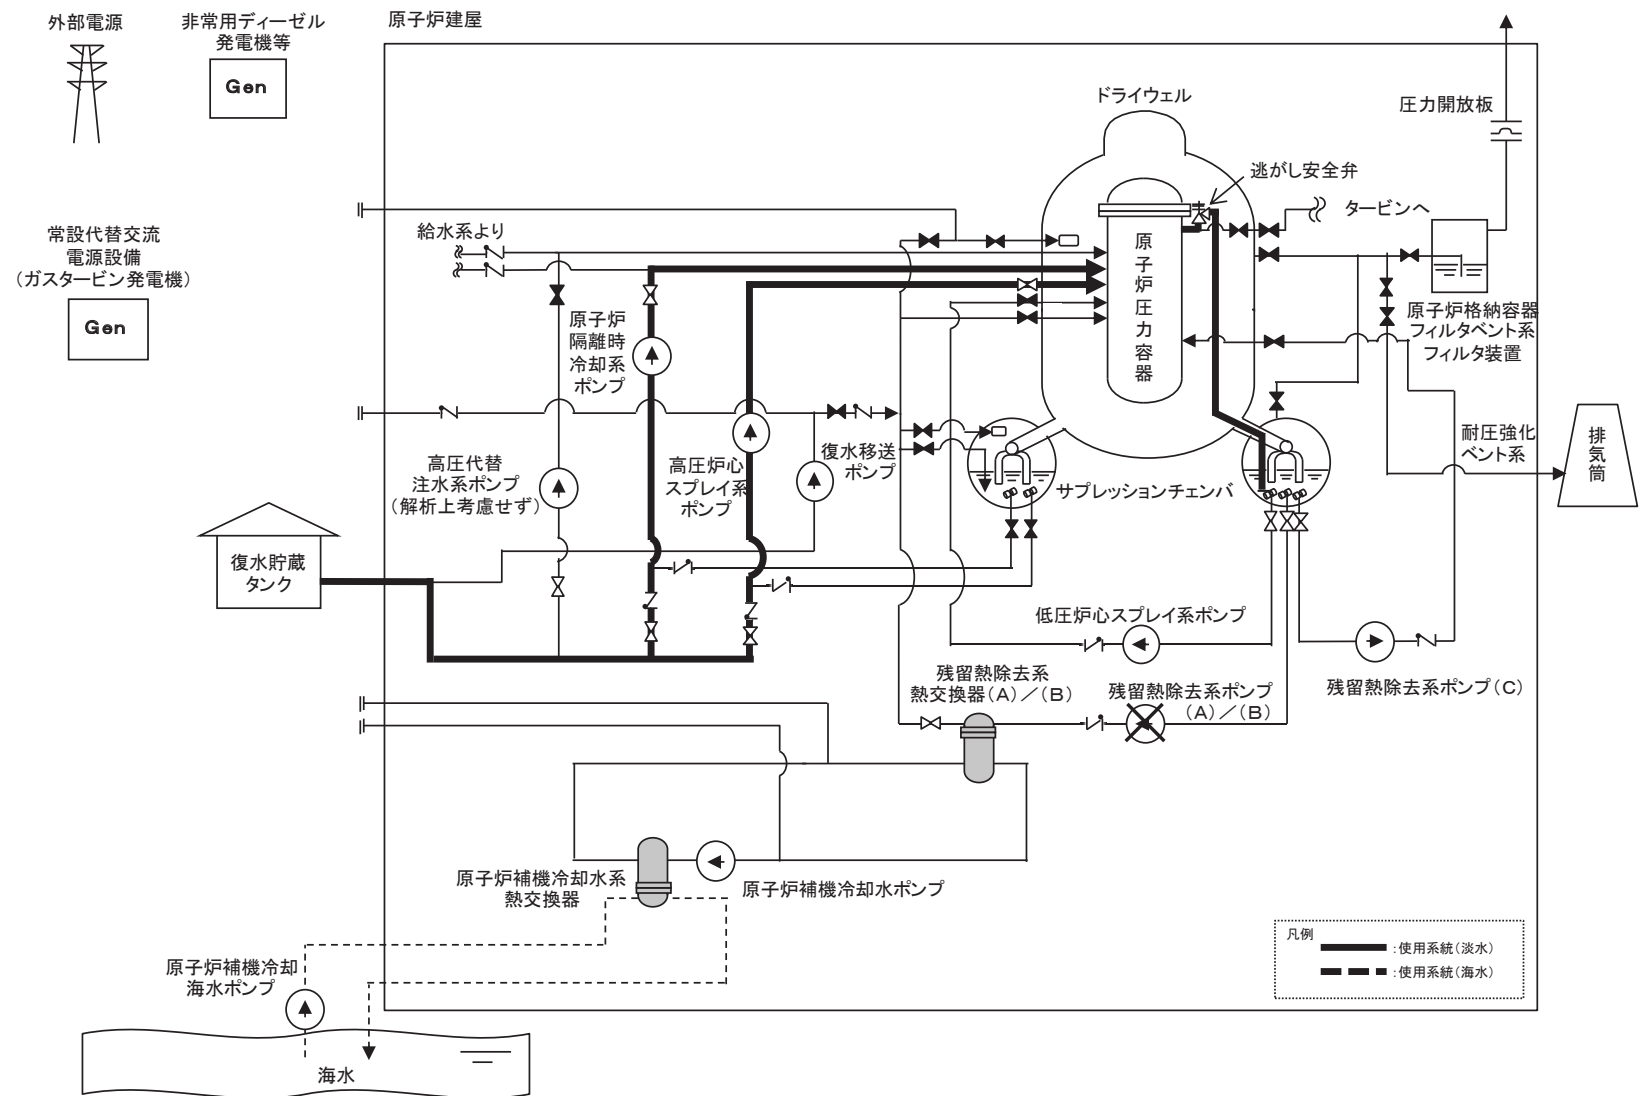 外部電源
非常用ディーゼル
発電機等
Gen
原子炉建屋
常設代替交流
電源設備
（ガスタービン発電機）
Gen
ドライウェル
圧力開放板
逃がし安全弁
タービンへ
給水系より
原子炉圧力容器
原子炉
隔離時
冷却系
ポンプ
原子炉格納容器
フィルタベント系
フィルタ装置
高圧代替
注水系ポンプ
（解析上考慮せず）
高圧炉心
スプレイ系
ポンプ
復水移送
ポンプ
サプレッションチェンバ
耐圧強化
ベント系
排気筒
復水貯蔵
タンク
低圧炉心スプレイ系ポンプ
残留熱除去系
熱交換器（A）／（B）
残留熱除去系ポンプ
（A）／（B）
残留熱除去系ポンプ（C）
原子炉補機冷却水系
熱交換器
原子炉補機冷却水ポンプ
原子炉補機冷却
海水ポンプ
海水
凡例
：使用系統（淡水）
：使用系統（海水）